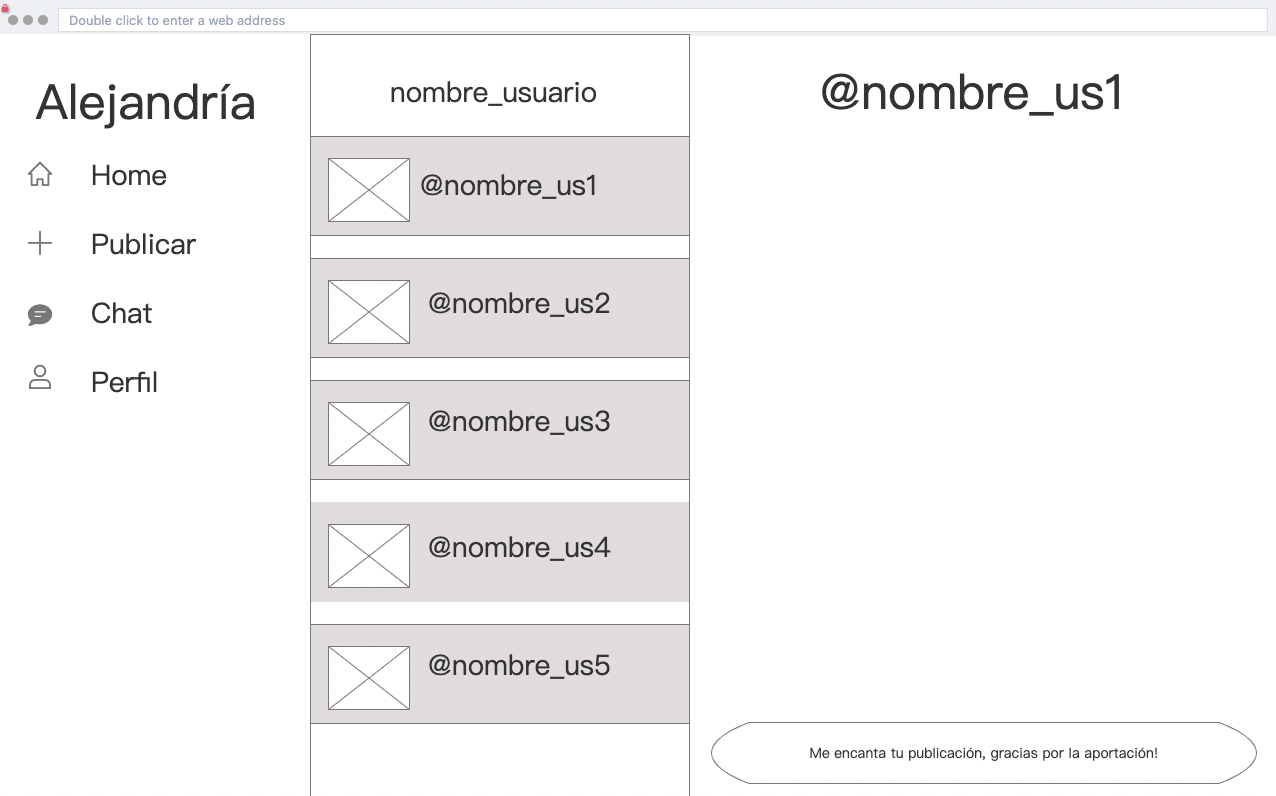 Double click to enter a web address
Alejandría
Home
Publicar
Chat
Perfil
nombre_usuario
@nombre_us1
@nombre_us2
@nombre_us3
@nombre_us4
@nombre_us5
@nombre_us1
Me encanta tu publicación, gracias por la aportación!